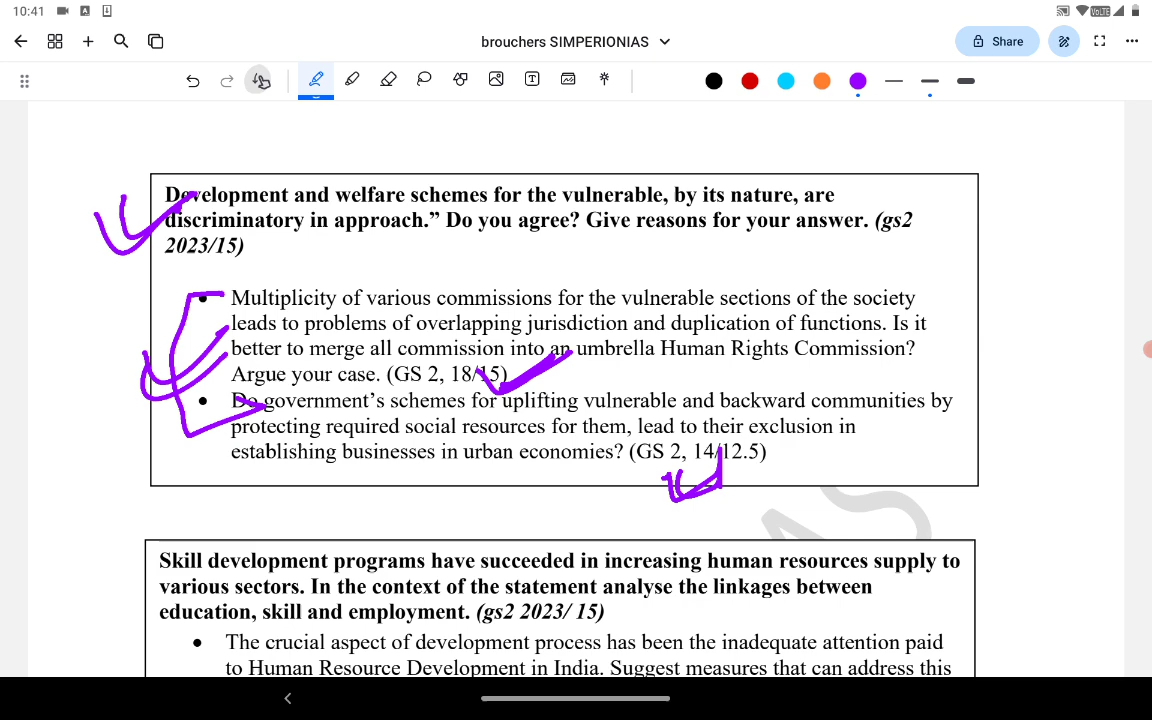 10:41
VoLTE
brouchers SIMPERIONIAS
Share
Development and welfare schemes for the vulnerable, by its nature, are
discriminatory in approach.” Do you agree? Give reasons for your answer. (gs2
2023/15)
• Multiplicity of various commissions for the vulnerable sections of the society
leads to problems of overlapping jurisdiction and duplication of functions. Is it
better to merge all commission into an umbrella Human Rights Commission?
Argue your case. (GS 2, 18/15)
• Do government’s schemes for uplifting vulnerable and backward communities by
protecting required social resources for them, lead to their exclusion in
establishing businesses in urban economies? (GS 2, 14/12.5)
Skill development programs have succeeded in increasing human resources supply to
various sectors. In the context of the statement analyse the linkages between
education, skill and employment. (gs2 2023/ 15)
• The crucial aspect of development process has been the inadequate attention paid
to Human Resource Development in India. Suggest measures that can address this